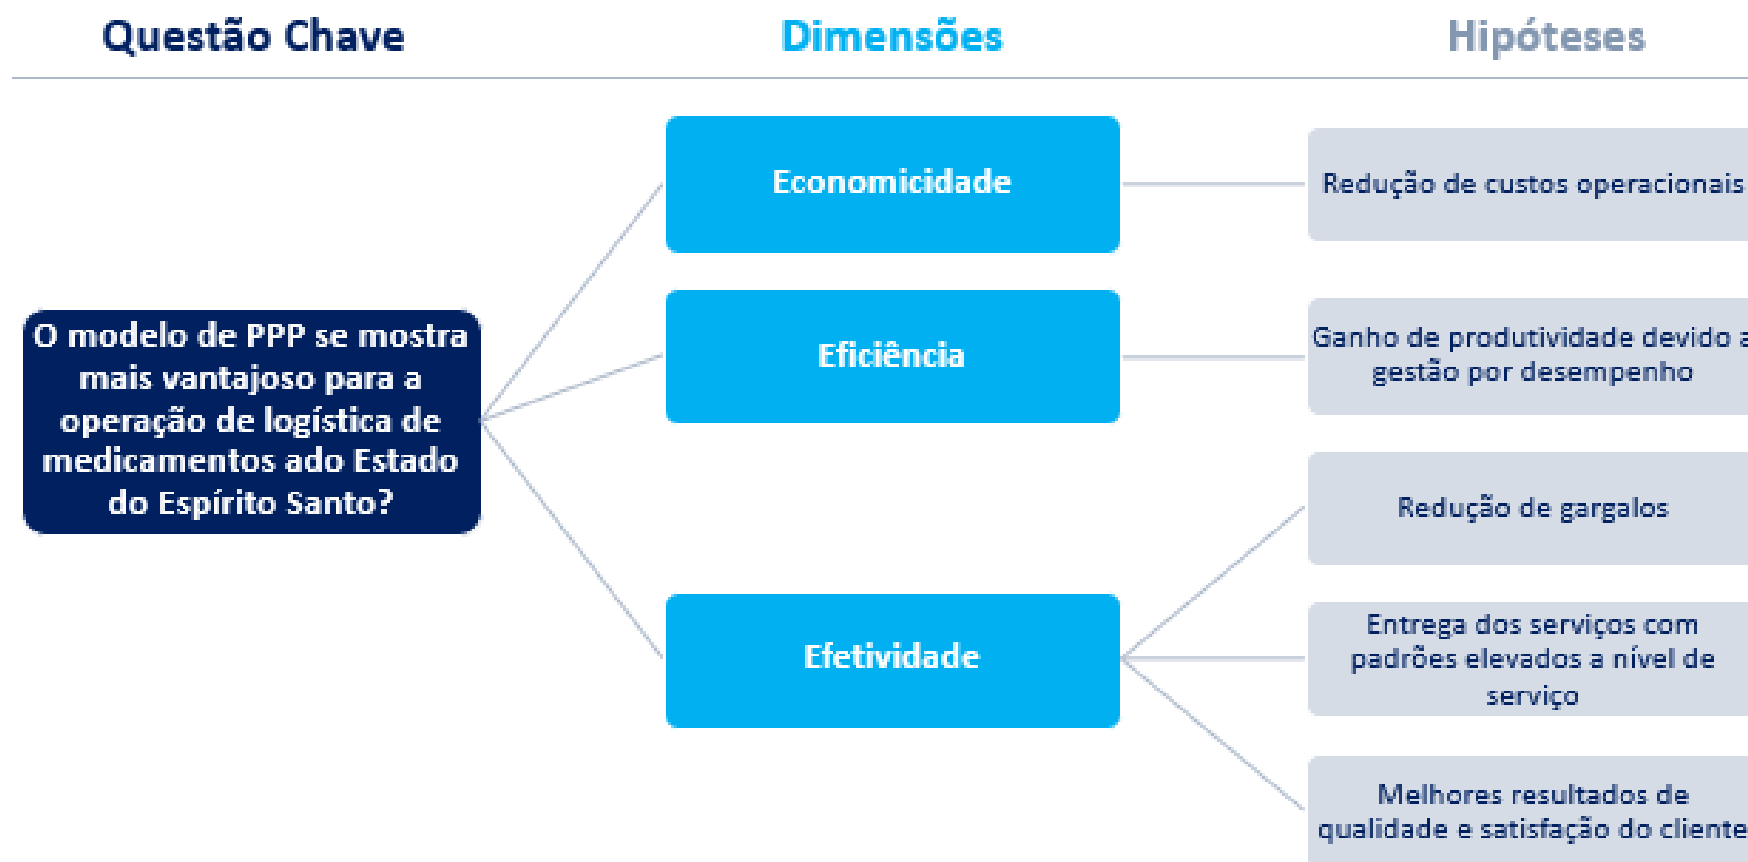 Questão Chave
Dimensões
Hipóteses
O modelo de PPP se mostra
mais vantajoso para a
operação de logística de
medicamentos ado Estado
do Espírito Santo?
Economicidade
Eficiência
Efetividade
Redução de custos operacionais
Ganho de produtividade devido a
gestão por desempenho
Redução de gargalos
Entrega dos serviços com
padrões elevados a nível de
serviço
Melhores resultados de
qualidade e satisfação do cliente